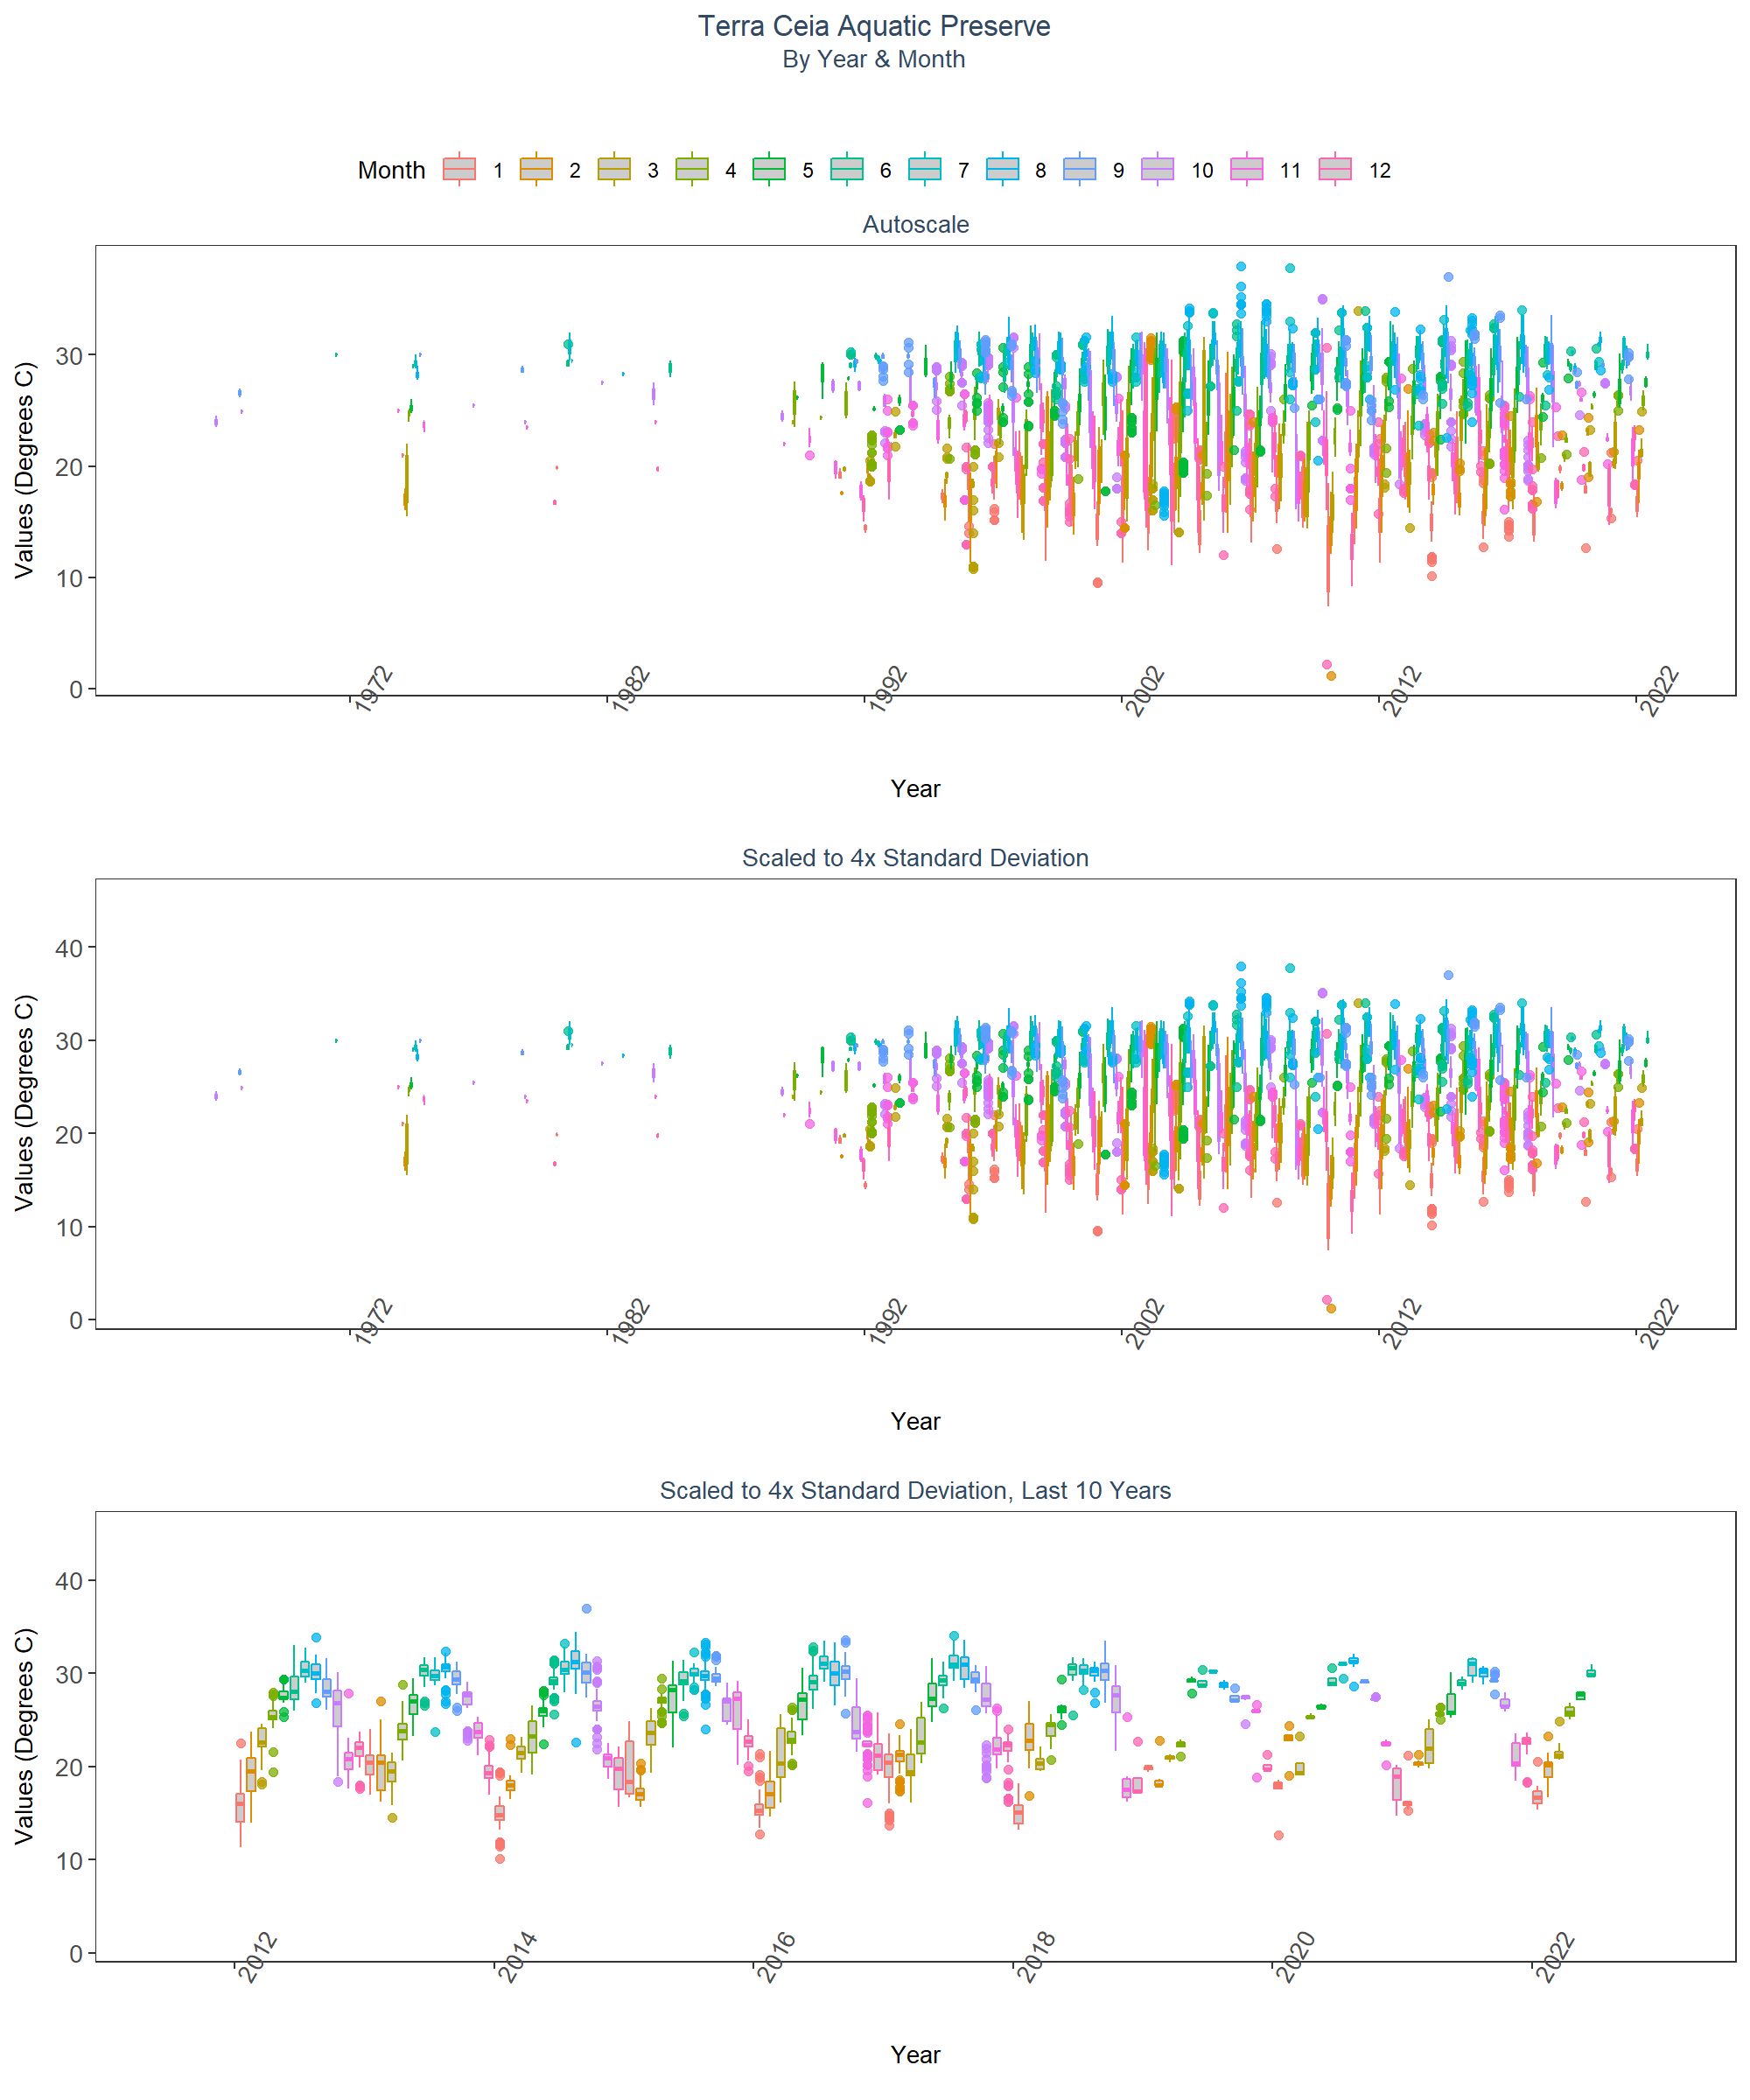 Terra Ceia Aquatic Preserve
By Year & Month
Month 1 2 3 4 5 6 7 8 9 10 11 12
Autoscale
Values (Degrees C)
30
20
10
0
1972 1982 1992 2002 2012 2022
Year
Scaled to 4x Standard Deviation
Values (Degrees C)
40
30
20
10
0
1972 1982 1992 2002 2012 2022
Year
Scaled to 4x Standard Deviation, Last 10 Years
Values (Degrees C)
40
30
20
10
0
2012 2014 2016 2018 2020 2022
Year